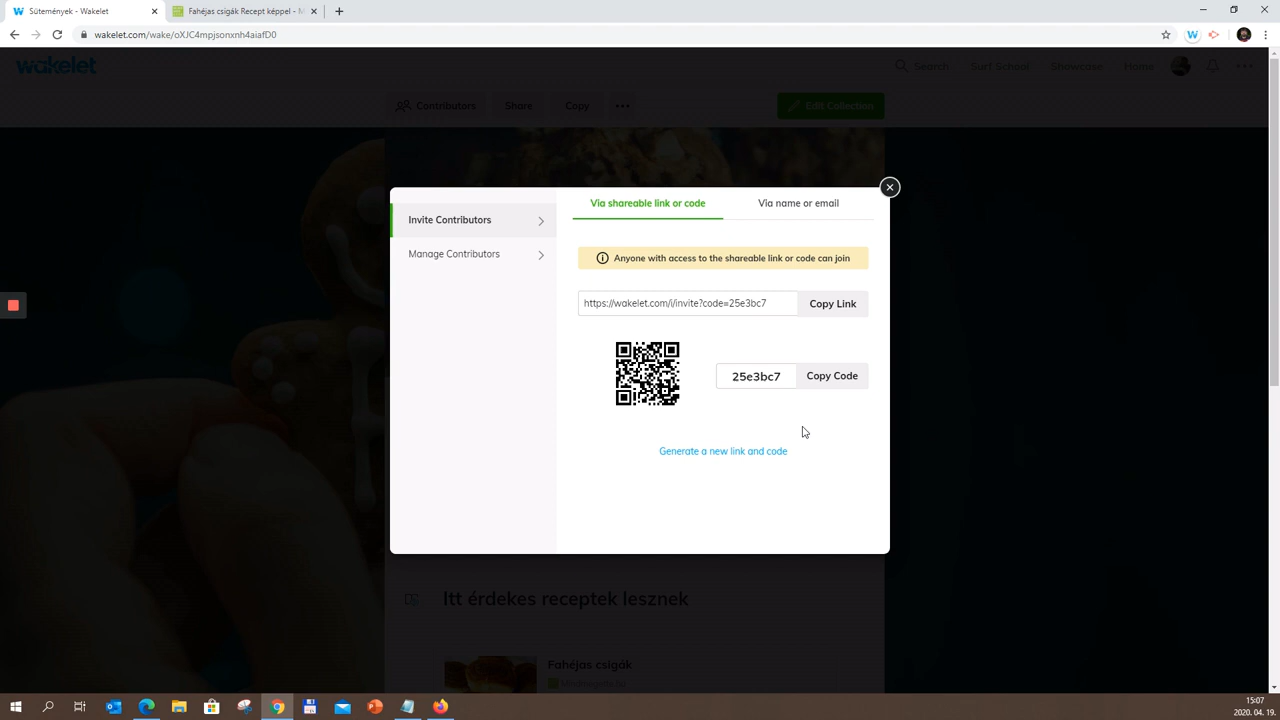 Sütemények - Wakelet
Fahéjas csigák Recept képpel - M
wakelet.com/wake/oXJC4mpjsonxnh4aiafD0
wakelet
Search
Surf School
Showcase
Home
Contributors
Share
Copy
Edit Collection
Invite Contributors
Manage Contributors
Via shareable link or code
Via name or email
Anyone with access to the shareable link or code can join
https://wakelet.com/i/invite?code=25e3bc7
Copy Link
25e3bc7
Copy Code
Generate a new link and code
Itt érdekes receptek lesznek
Fahéjas csigák
Mindmegette.hu
15:07
2020. 04. 19.